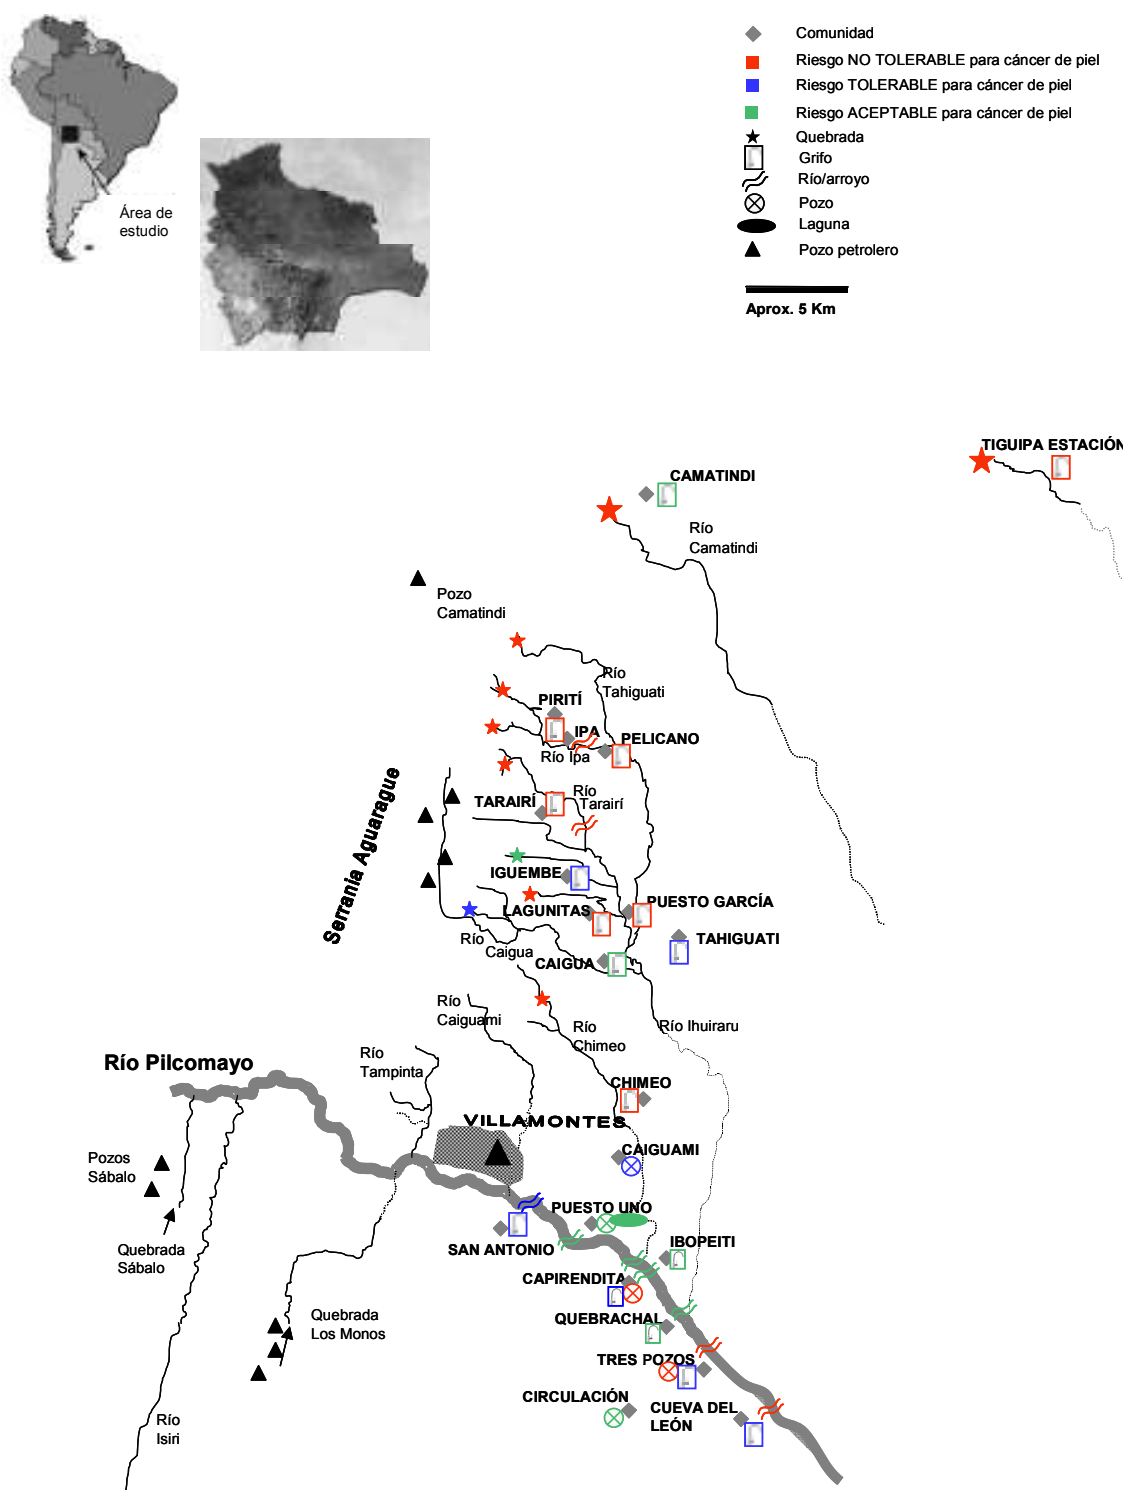 Comunidad
Riesgo NO TOLERABLE para cáncer de piel
Riesgo TOLERABLE para cáncer de piel
Riesgo ACEPTABLE para cáncer de piel
Quebrada
Grifo
Río/arroyo
Pozo
Laguna
Pozo petrolero
Aprox. 5 Km
Área de
estudio
TIGUIPA ESTACIÓN
CAMATINDI
Río
Camatindi
Pozo
Camatindi
Río
Tahiguati
PIRITÍ
IPA
PELICANO
Río Ipa
Serrania Aguarague
TARAIRÍ
Río
Tarairí
IGUEMBE
LAGUNITAS
PUESTO GARCÍA
TAHIGUATI
Río
Caigua
CAIGUA
Río
Caiguami
Río
Chimeo
Río Ihuiraru
Río Pilcomayo
Río
Tampinta
CHIMEO
VILLAMONTES
CAIGUAMI
Pozos
Sábalo
PUESTO UNO
Quebrada
Sábalo
SAN ANTONIO
IBOPEITI
CAPIRENDITA
Quebrada
Los Monos
QUEBRACHAL
TRES POZOS
CIRCULACIÓN
CUEVA DEL
LEÓN
Río
Isiri